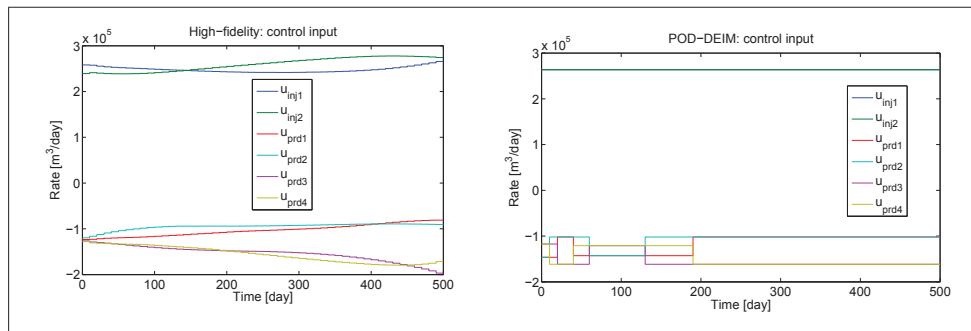 High-fidelity: control input
3 x 10^5
2
1
0
-1
-2
Rate [m^3/day]
0 100 200 300 400 500
Time [day]
u_inj1
u_inj2
u_prd1
u_prd2
u_prd3
u_prd4
POD-DEIM: control input
3 x 10^5
2
1
0
-1
-2
Rate [m^3/day]
0 100 200 300 400 500
Time [day]
u_inj1
u_inj2
u_prd1
u_prd2
u_prd3
u_prd4